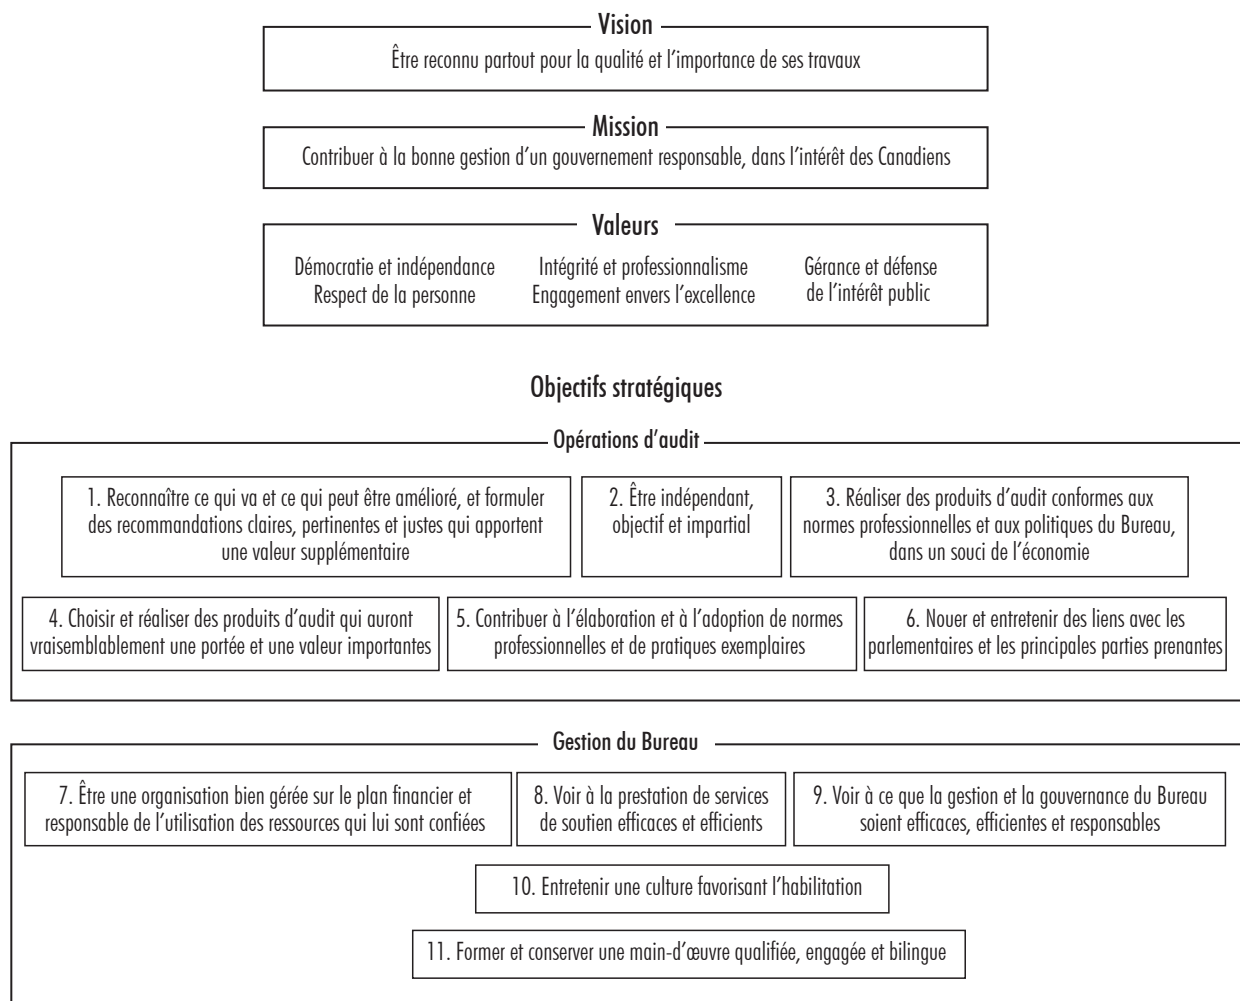 Vision
Être reconnu partout pour la qualité et l'importance de ses travaux
Mission
Contribuer à la bonne gestion d'un gouvernement responsable, dans l'intérêt des Canadiens
Valeurs
Démocratie et indépendance
Respect de la personne
Intégrité et professionnalisme
Engagement envers l'excellence
Gérance et défense
de l'intérêt public
Objectifs stratégiques
Opérations d'audit
1. Reconnaître ce qui va et ce qui peut être amélioré, et formuler
des recommandations claires, pertinentes et justes qui apportent
une valeur supplémentaire
2. Être indépendant,
objectif et impartial
3. Réaliser des produits d'audit conformes aux
normes professionnelles et aux politiques du Bureau,
dans un souci de l'économie
4. Choisir et réaliser des produits d'audit qui auront
vraisemblablement une portée et une valeur importantes
5. Contribuer à l'élaboration et à l'adoption de normes
professionnelles et de pratiques exemplaires
6. Nouer et entretenir des liens avec les
parlementaires et les principales parties prenantes
Gestion du Bureau
7. Être une organisation bien gérée sur le plan financier et
responsable de l'utilisation des ressources qui lui sont confiées
8. Voir à la prestation de services
de soutien efficaces et efficients
9. Voir à ce que la gestion et la gouvernance du Bureau
soient efficaces, efficientes et responsables
10. Entretenir une culture favorisant l'habilitation
11. Former et conserver une main-d'œuvre qualifiée, engagée et bilingue